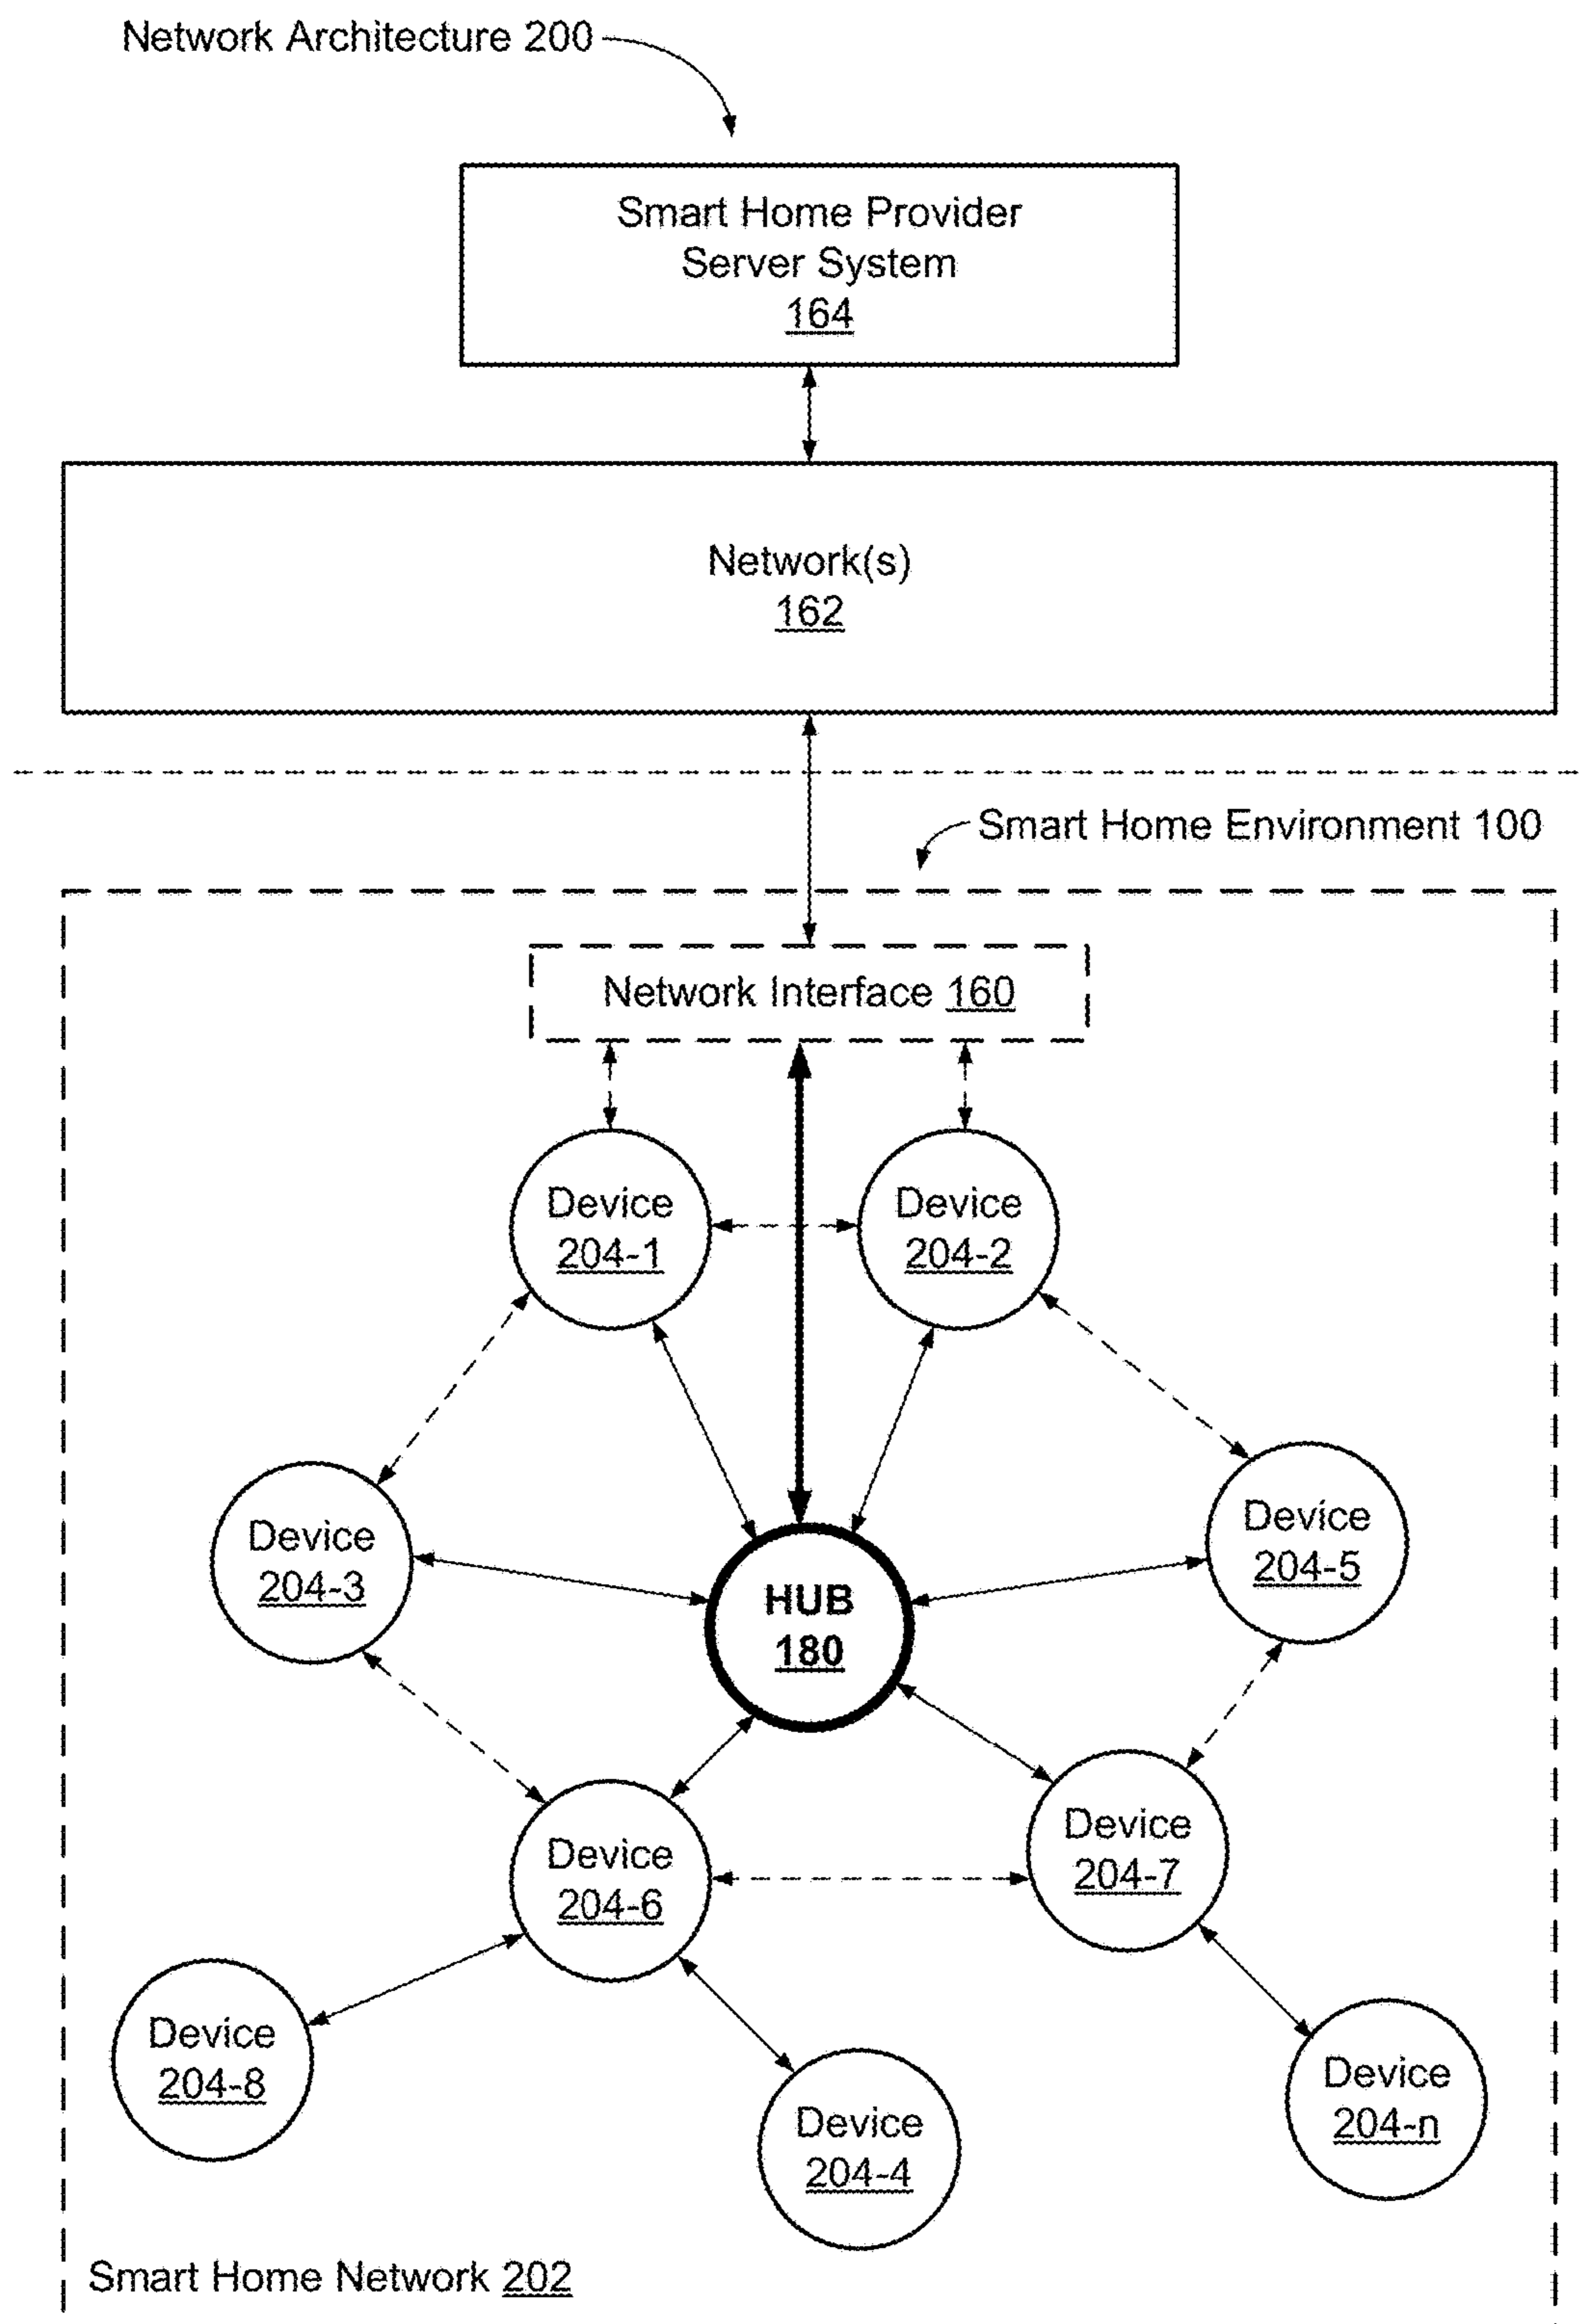 Network Architecture 200
Smart Home Provider
Server System
164
Network(s)
162
Smart Home Environment 100
Network Interface 160
Device
204-1
Device
204-2
Device
204-3
Device
204-5
HUB
180
Device
204-6
Device
204-7
Device
204-8
Device
204-4
Device
204-n
Smart Home Network 202